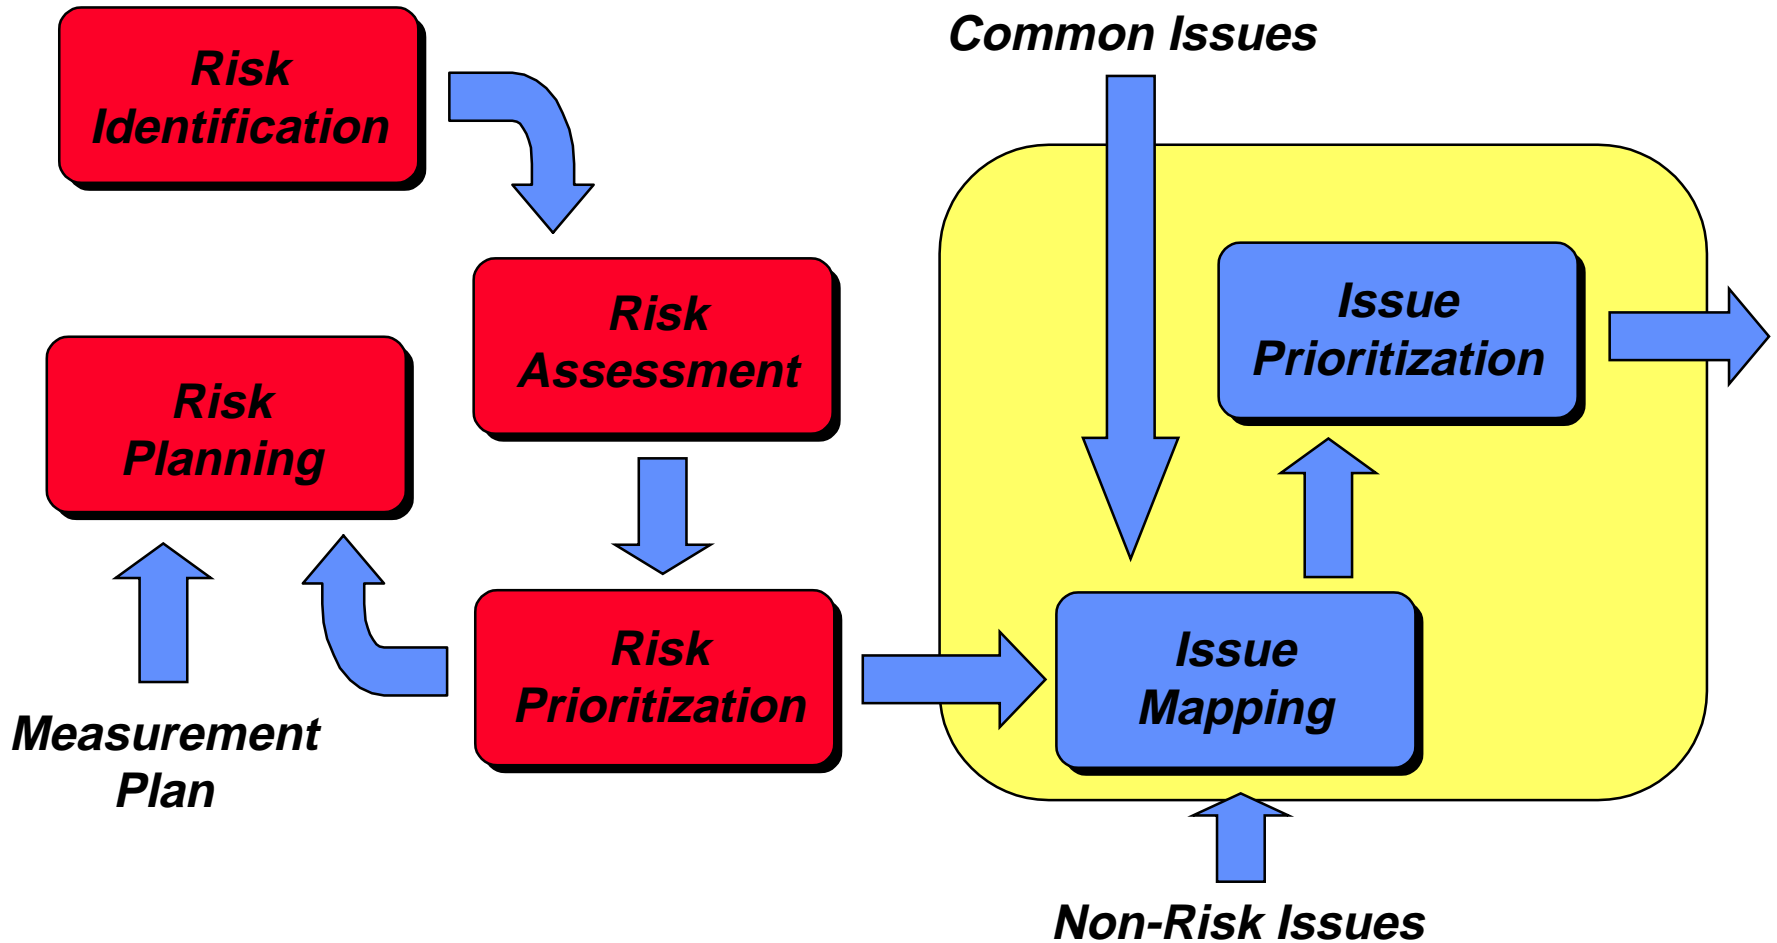 Common Issues
Risk
Identification
Risk
Assessment
Issue
Prioritization
Risk
Planning
Risk
Prioritization
Issue
Mapping
Measurement
Plan
Non-Risk Issues